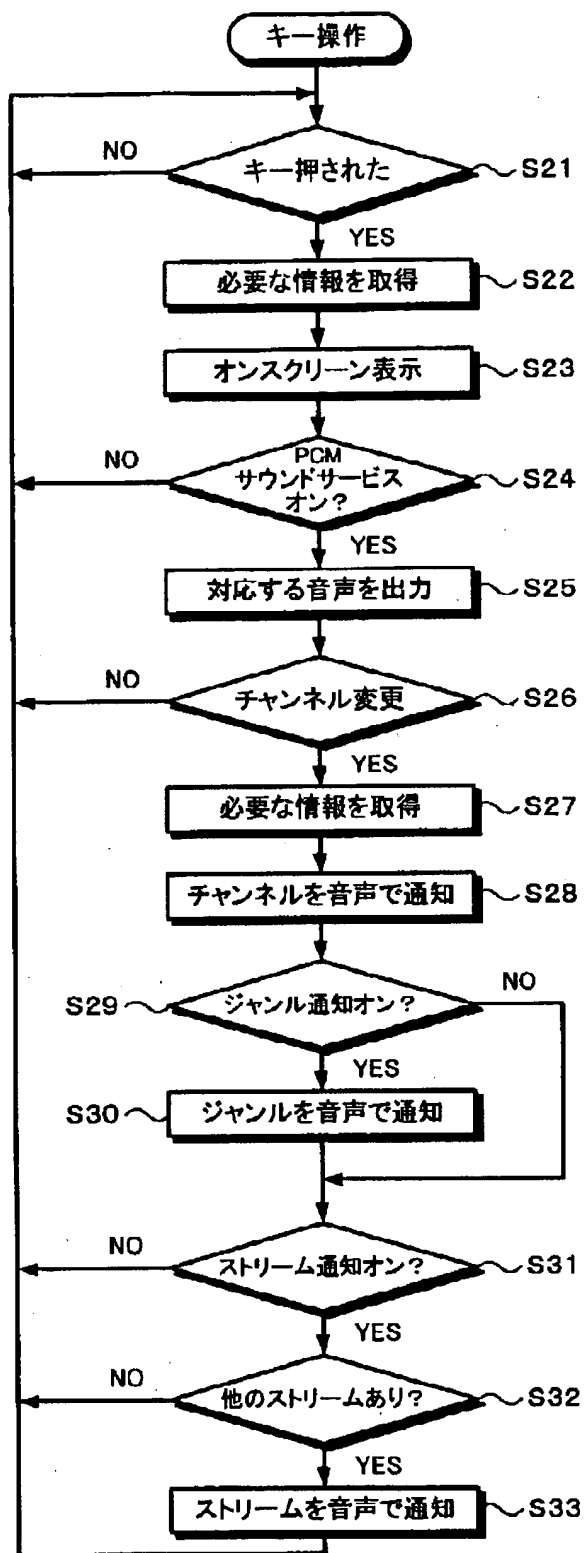 キー操作
NO
キー押された
S21
YES
必要な情報を取得
S22
オンスクリーン表示
S23
NO
PCM
サウンドサービス
オン？
S24
YES
対応する音声を出力
S25
NO
チャンネル変更
S26
YES
必要な情報を取得
S27
チャンネルを音声で通知
S28
S29
ジャンル通知オン？
NO
YES
S30
ジャンルを音声で通知
NO
ストリーム通知オン？
S31
YES
NO
他のストリームあり？
S32
YES
ストリームを音声で通知
S33